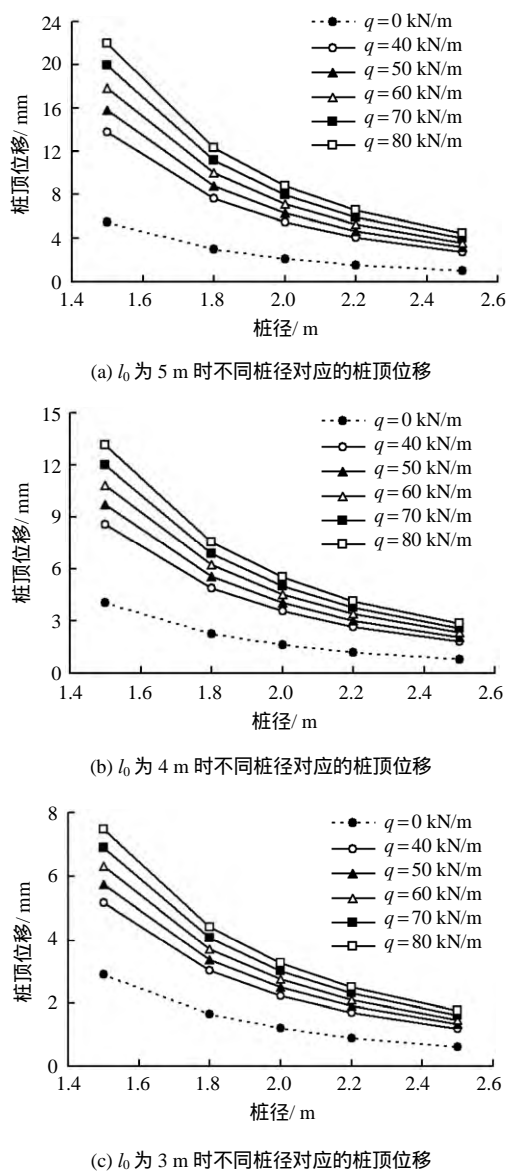 24
20
16
12
8
4
0
桩顶位移/ mm
q=0 kN/m
q=40 kN/m
q=50 kN/m
q=60 kN/m
q=70 kN/m
q=80 kN/m
1.4 1.6 1.8 2.0 2.2 2.4 2.6
桩径/ m
(a) l₀ 为 5 m 时不同桩径对应的桩顶位移
15
12
9
6
3
0
桩顶位移/ mm
q=0 kN/m
q=40 kN/m
q=50 kN/m
q=60 kN/m
q=70 kN/m
q=80 kN/m
1.4 1.6 1.8 2.0 2.2 2.4 2.6
桩径/ m
(b) l₀ 为 4 m 时不同桩径对应的桩顶位移
8
6
4
2
0
桩顶位移/ mm
q=0 kN/m
q=40 kN/m
q=50 kN/m
q=60 kN/m
q=70 kN/m
q=80 kN/m
1.4 1.6 1.8 2.0 2.2 2.4 2.6
桩径/ m
(c) l₀ 为 3 m 时不同桩径对应的桩顶位移